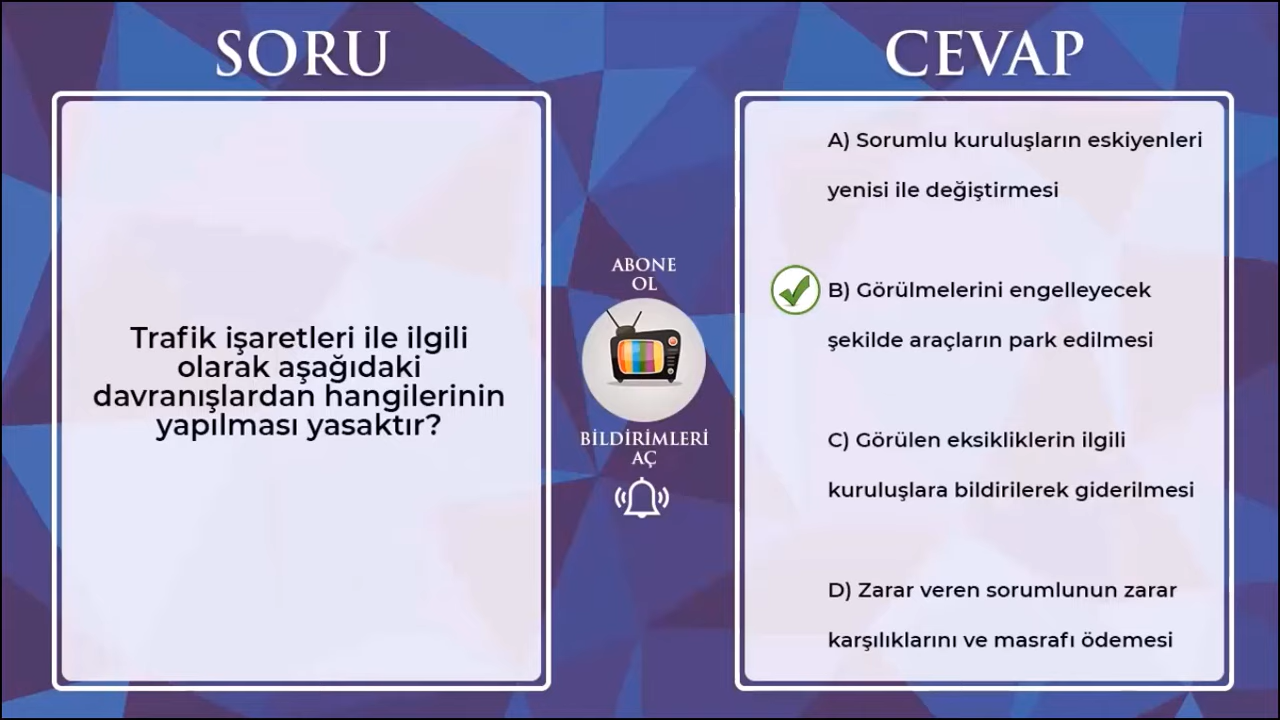 SORU
Trafik işaretleri ile ilgili
olarak aşağıdaki
davranışlardan hangilerinin
yapılması yasaktır?
ABONE
OL
BİLDİRİMLERİ
AÇ
CEVAP
A) Sorumlu kuruluşların eskiyenleri
yenisi ile değiştirmesi
B) Görülmelerini engelleyecek
şekilde araçların park edilmesi
C) Görülen eksikliklerin ilgili
kuruluşlara bildirilerek giderilmesi
D) Zarar veren sorumlunun zarar
karşılıklarını ve masrafı ödemesi